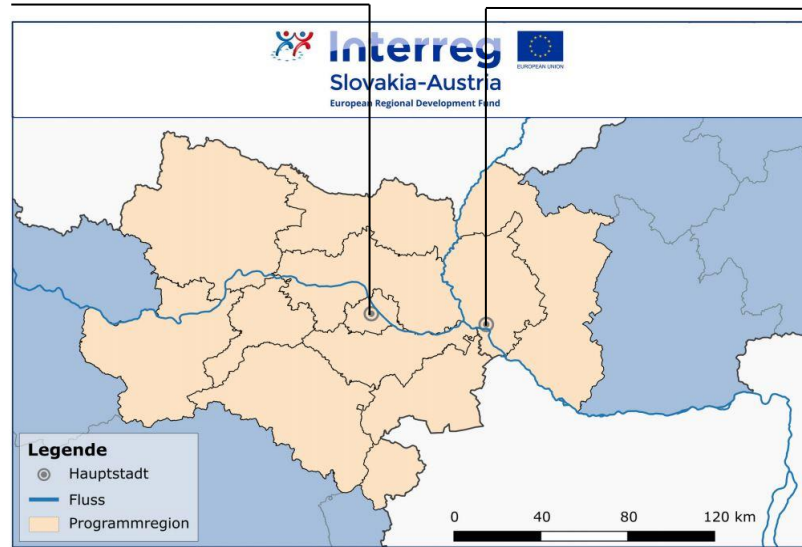 Interreg
EUROPEAN UNION
Slovakia-Austria
European Regional Development Fund
Legende
Hauptstadt
Fluss
Programmregion
0 40 80 120 km